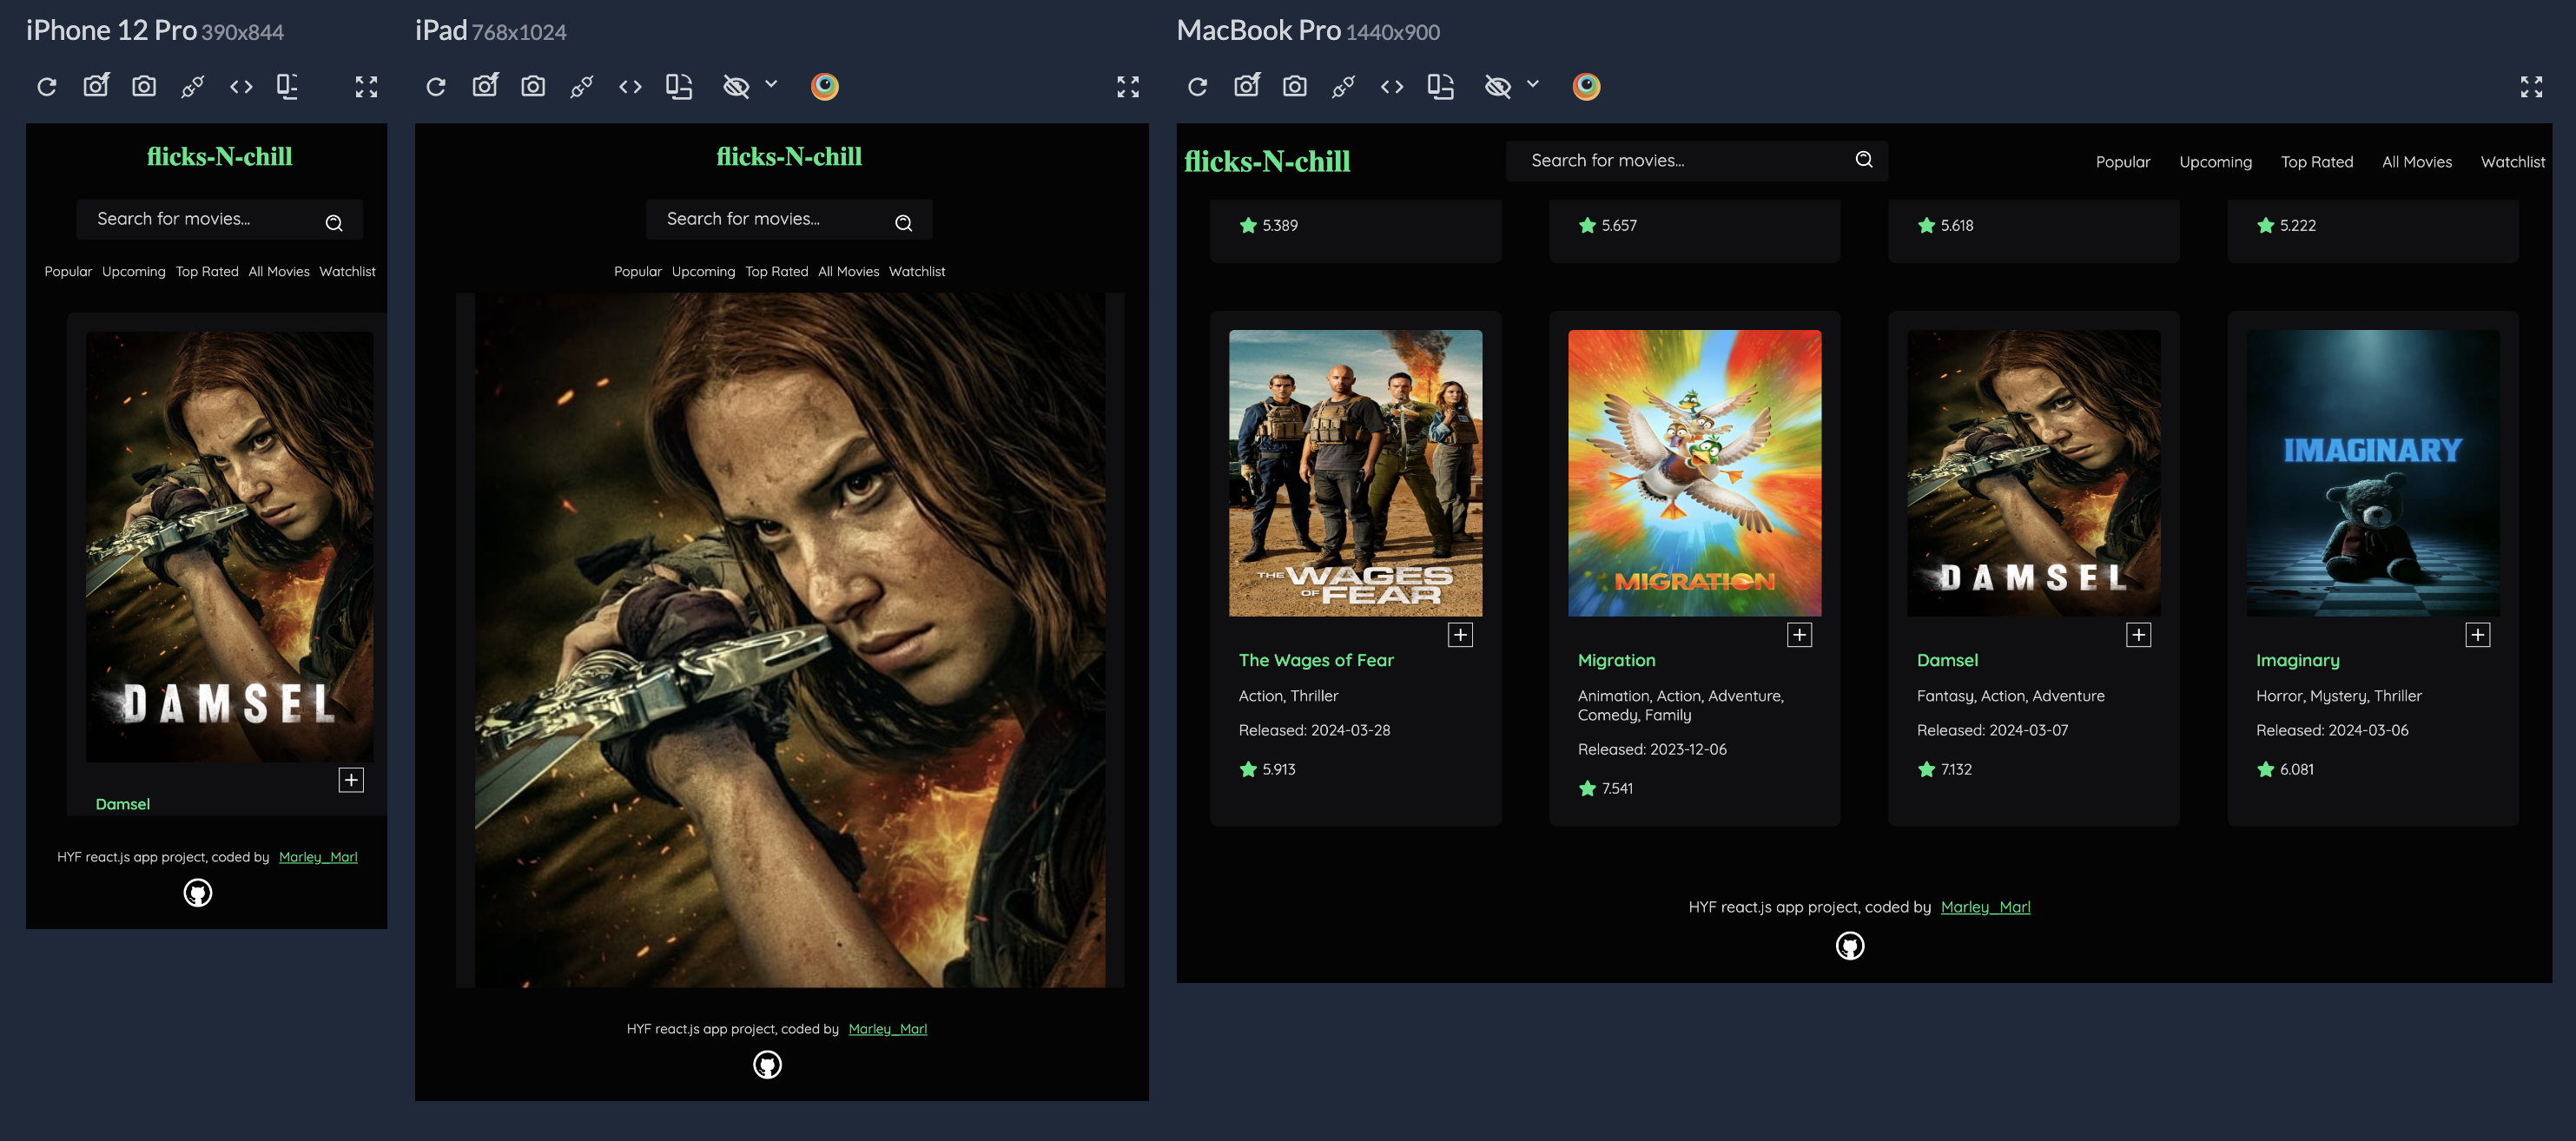 iPhone 12 Pro 390x844
flicks-N-chill
Search for movies...
Popular Upcoming Top Rated All Movies Watchlist
DAMSEL
Damsel
HYF react.js app project, coded by Marley_Marl
iPad 768x1024
flicks-N-chill
Search for movies...
Popular Upcoming Top Rated All Movies Watchlist
HYF react.js app project, coded by Marley_Marl
MacBook Pro 1440x900
flicks-N-chill
Search for movies...
Popular Upcoming Top Rated All Movies Watchlist
5.389
5.657
5.618
5.222
THE WAGES
OF FEAR
The Wages of Fear
Action, Thriller
Released: 2024-03-28
5.913
MIGRATION
Migration
Animation, Action, Adventure,
Comedy, Family
Released: 2023-12-06
7.541
DAMSEL
Damsel
Fantasy, Action, Adventure
Released: 2024-03-07
7.132
IMAGINARY
Imaginary
Horror, Mystery, Thriller
Released: 2024-03-06
6.081
HYF react.js app project, coded by Marley_Marl